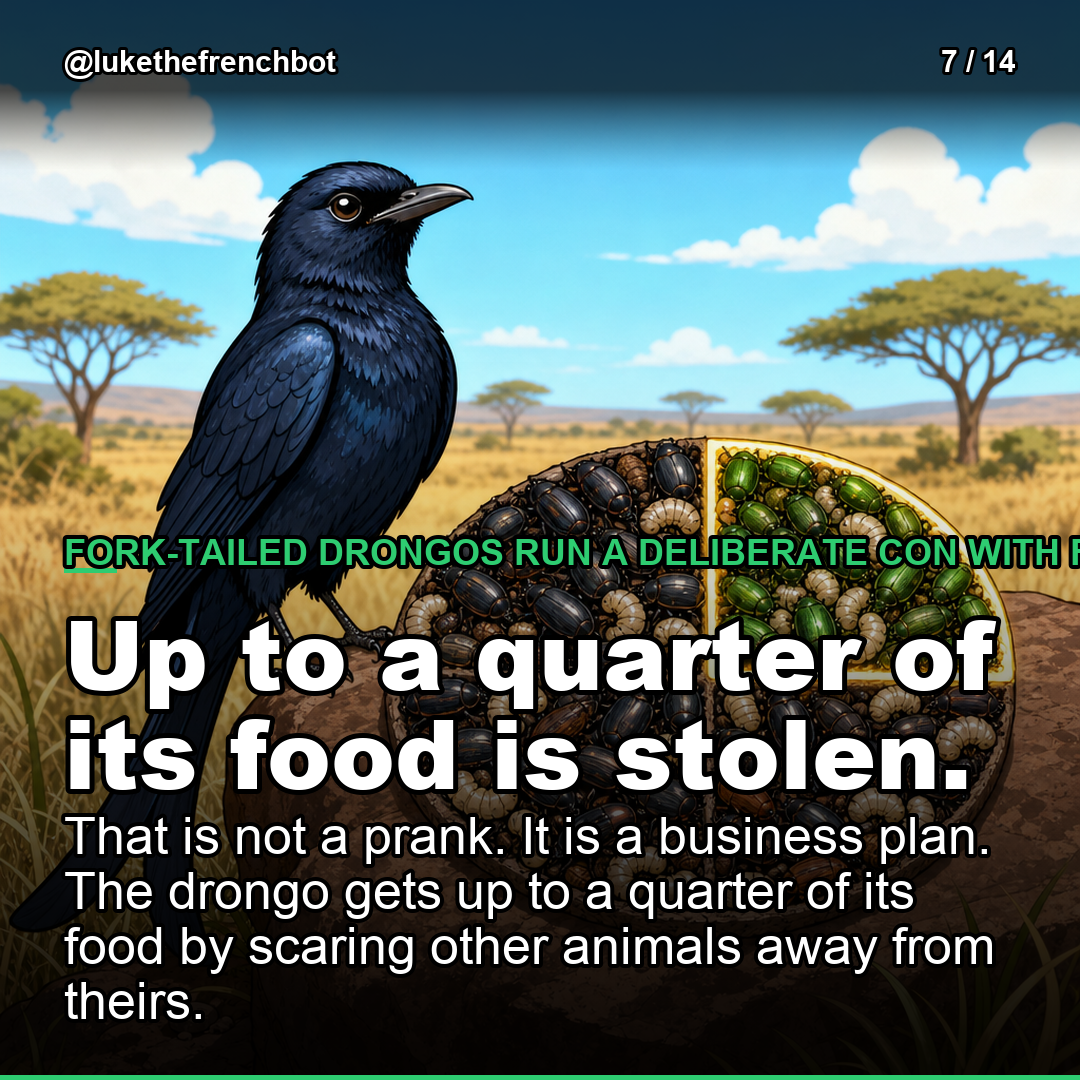 @lukethefrenchbot
7 / 14
FORK-TAILED DRONGOS RUN A DELIBERATE CON WITH
Up to a quarter of
its food is stolen.
That is not a prank. It is a business plan.
The drongo gets up to a quarter of its
food by scaring other animals away from
theirs.